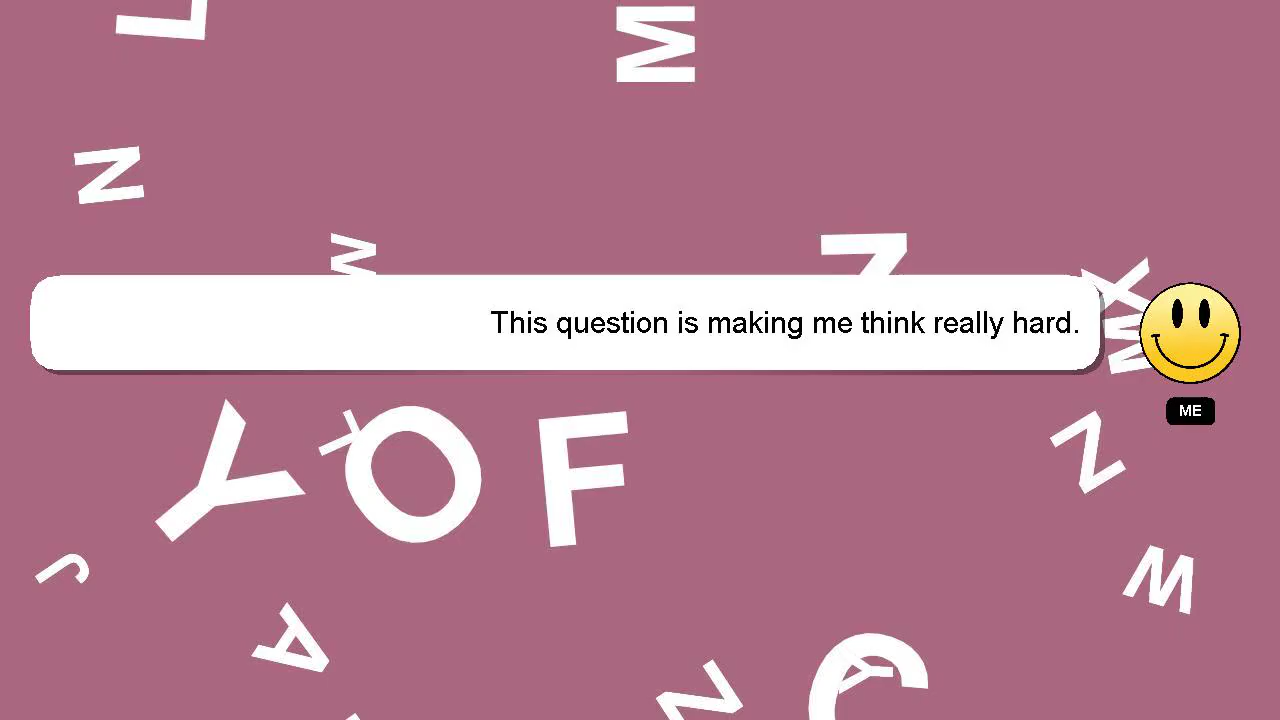 L
M
N
M
Z
X
This question is making me think really hard.
W
ME
Y
X
O
F
Z
J
W
A
N
C
A